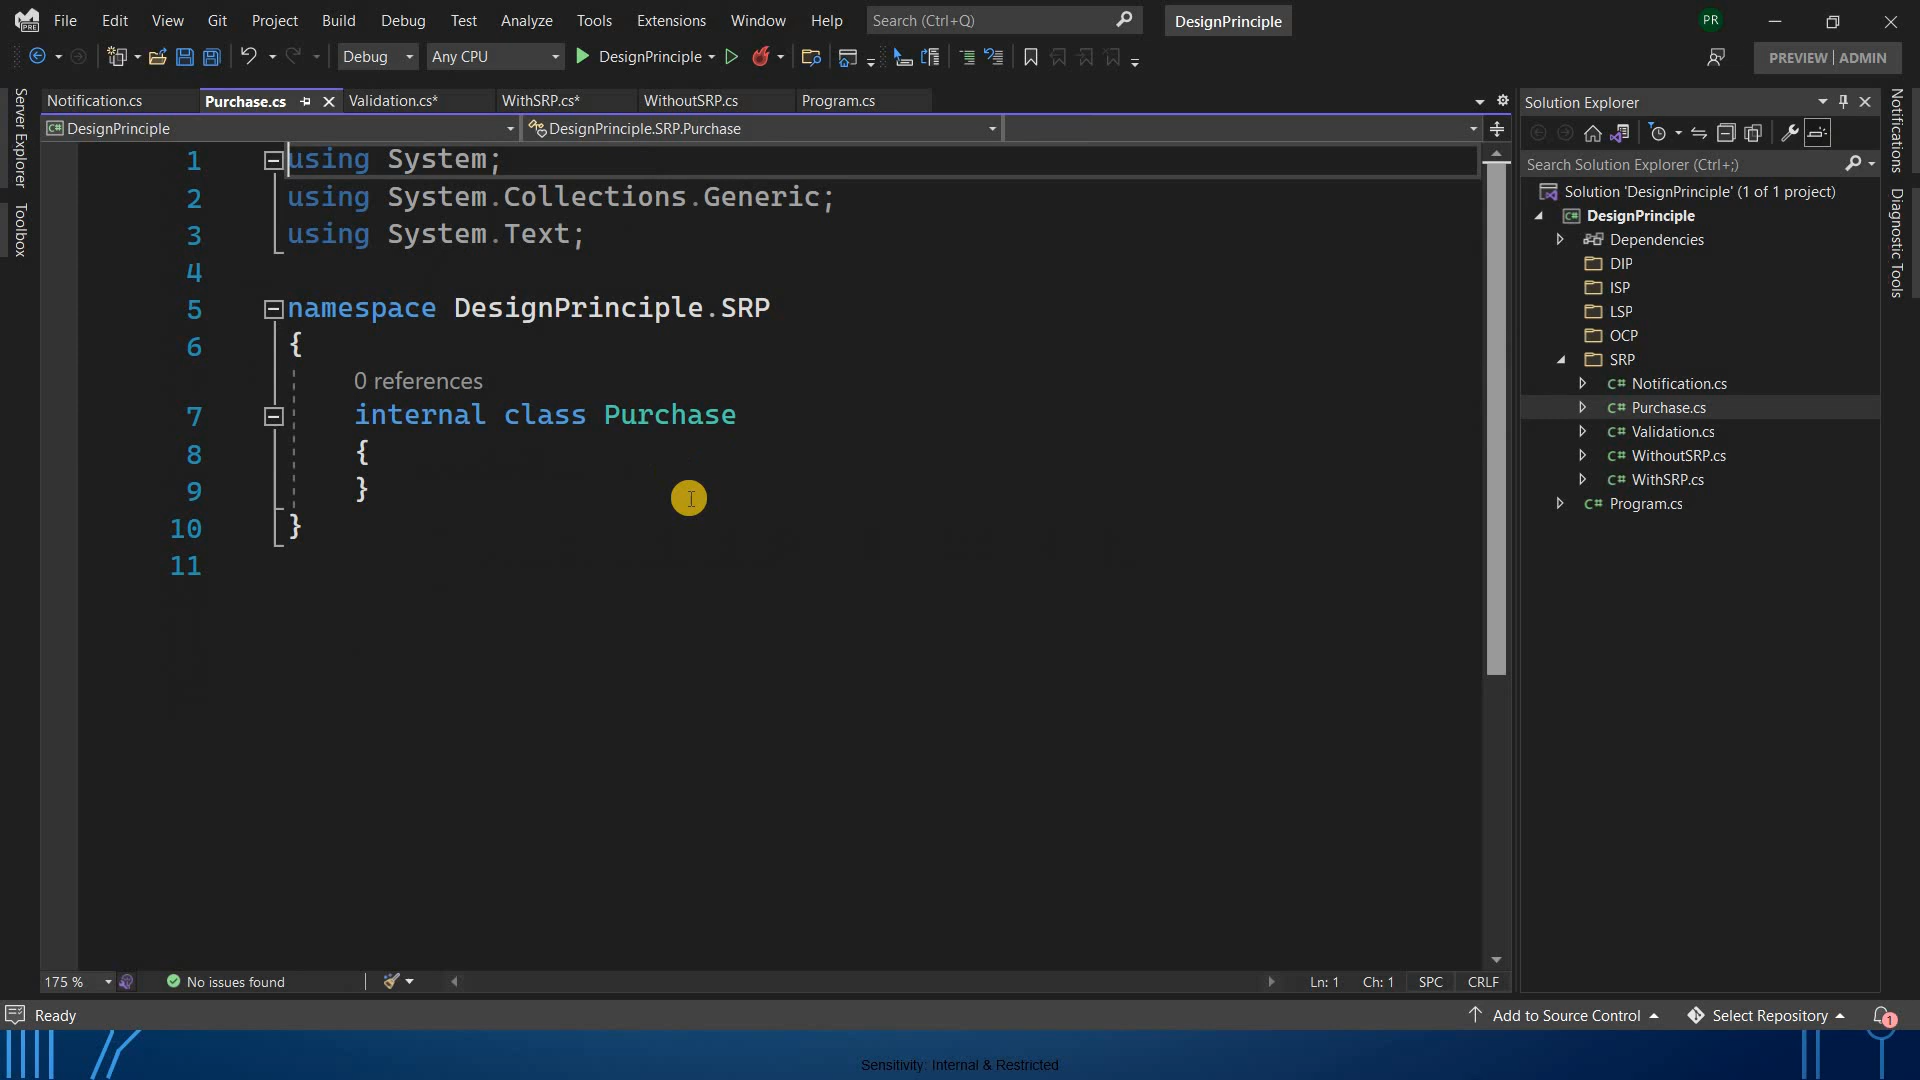 File Edit View Git Project Build Debug Test Analyze Tools Extensions Window Help Search (Ctrl+Q) DesignPrinciple PR
Debug Any CPU DesignPrinciple PREVIEW | ADMIN
Server Explorer
Toolbox
Notification.cs Purchase.cs Validation.cs* WithSRP.cs* WithoutSRP.cs Program.cs
DesignPrinciple DesignPrinciple.SRP.Purchase
1 using System;
2 using System.Collections.Generic;
3 using System.Text;
4
5 namespace DesignPrinciple.SRP
6 {
0 references
7 internal class Purchase
8 {
9 }
10 }
11
175 % No issues found Ln: 1 Ch: 1 SPC CRLF
Solution Explorer
Search Solution Explorer (Ctrl+;)
Solution 'DesignPrinciple' (1 of 1 project)
C# DesignPrinciple
Dependencies
DIP
ISP
LSP
OCP
SRP
C# Notification.cs
C# Purchase.cs
C# Validation.cs
C# WithoutSRP.cs
C# WithSRP.cs
C# Program.cs
Notifications
Diagnostic Tools
Ready Add to Source Control Select Repository 1
Sensitivity: Internal & Restricted